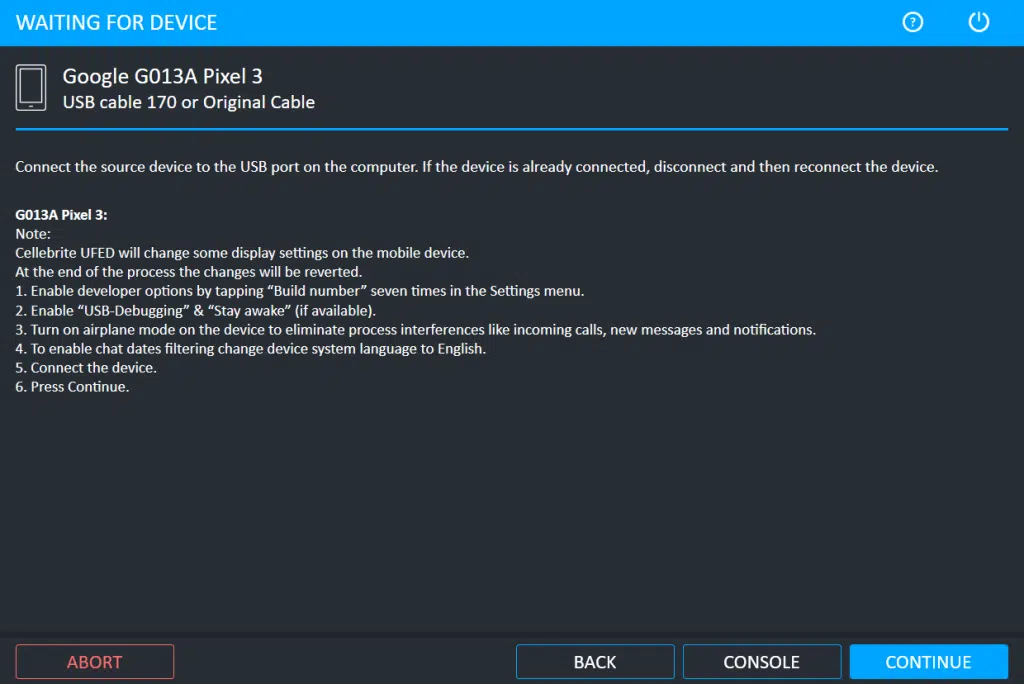 WAITING FOR DEVICE
?
Google G013A Pixel 3
USB cable 170 or Original Cable
Connect the source device to the USB port on the computer. If the device is already connected, disconnect and then reconnect the device.
G013A Pixel 3:
Note:
Cellebrite UFED will change some display settings on the mobile device.
At the end of the process the changes will be reverted.
1. Enable developer options by tapping “Build number” seven times in the Settings menu.
2. Enable “USB-Debugging” & “Stay awake” (if available).
3. Turn on airplane mode on the device to eliminate process interferences like incoming calls, new messages and notifications.
4. To enable chat dates filtering change device system language to English.
5. Connect the device.
6. Press Continue.
ABORT
BACK
CONSOLE
CONTINUE